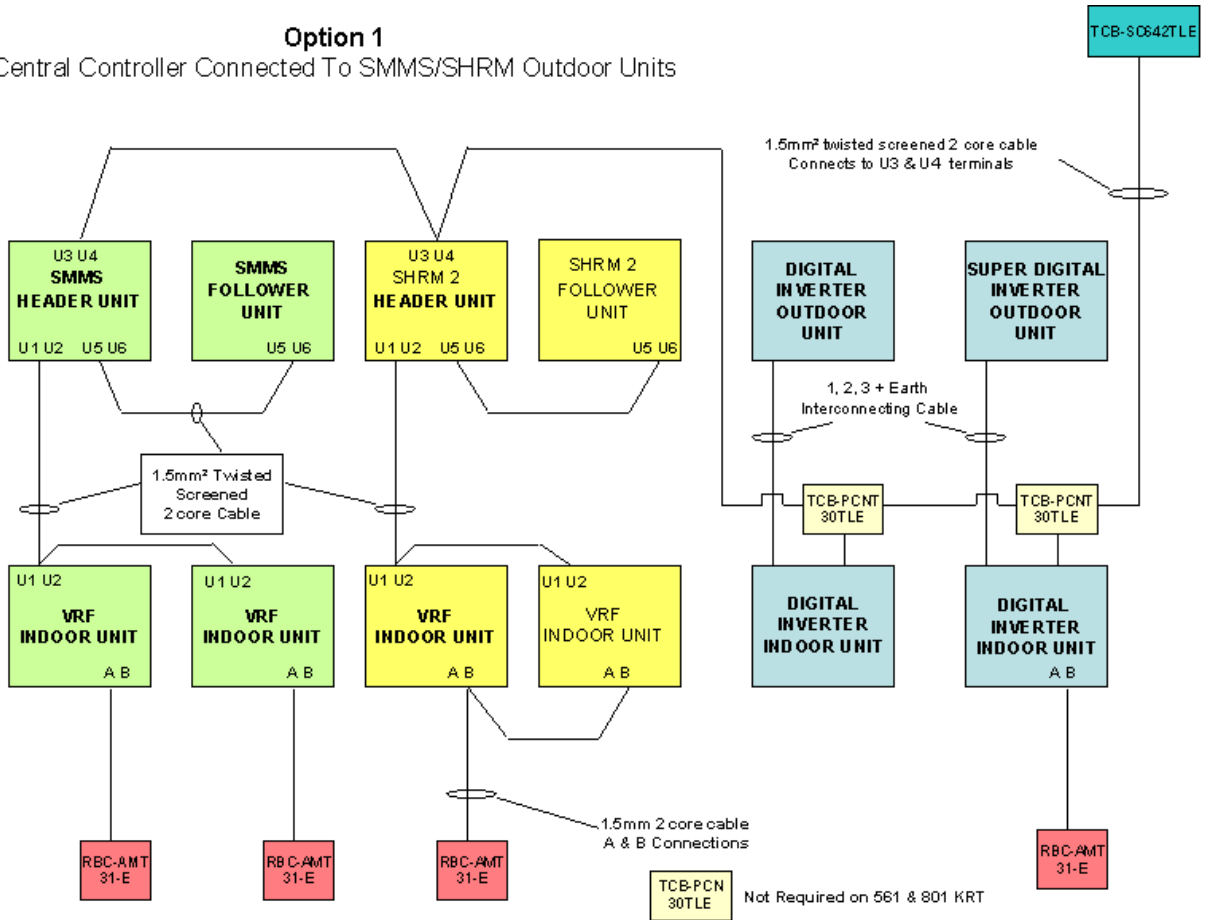 Option 1
Central Controller Connected To SMMS/SHRM Outdoor Units
TCB-SC642TLE
1.5mm² twisted screened 2 core cable
Connects to U3 & U4 terminals
U3 U4
SMMS
HEADER UNIT
U1 U2 U5 U6
SMMS
FOLLOWER
UNIT
U5 U6
U3 U4
SHRM 2
HEADER UNIT
U1 U2 U5 U6
SHRM 2
FOLLOWER
UNIT
U5 U6
DIGITAL
INVERTER
OUTDOOR
UNIT
SUPER DIGITAL
INVERTER
OUTDOOR
UNIT
1, 2, 3 + Earth
Interconnecting Cable
1.5mm² Twisted
Screened
2 core Cable
TCB-PCNT
30TLE
TCB-PCNT
30TLE
U1 U2
VRF
INDOOR UNIT
A B
U1 U2
VRF
INDOOR UNIT
A B
U1 U2
VRF
INDOOR UNIT
A B
U1 U2
VRF
INDOOR UNIT
A B
DIGITAL
INVERTER
INDOOR UNIT
DIGITAL
INVERTER
INDOOR UNIT
A B
1.5mm 2 core cable
A & B Connections
RBC-AMT
31-E
RBC-AMT
31-E
RBC-AMT
31-E
RBC-AMT
31-E
TCB-PCN
30TLE
Not Required on 561 & 801 KRT